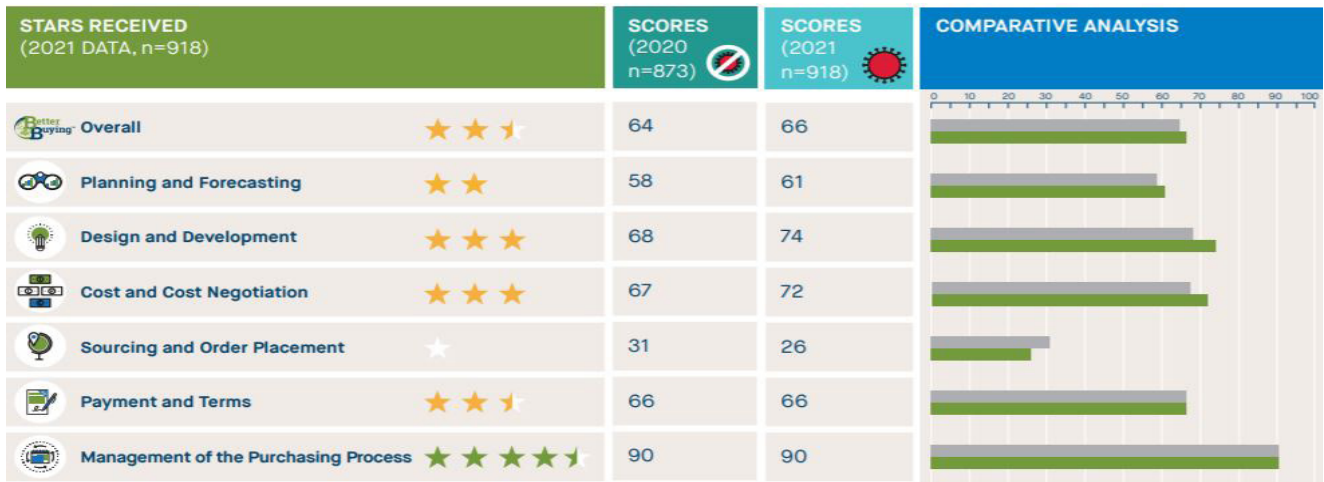 STARS RECEIVED
(2021 DATA, n=918)
SCORES
(2020
n=873)
SCORES
(2021
n=918)
COMPARATIVE ANALYSIS
0 10 20 30 40 50 60 70 80 90 100
Better Buying Overall 64 66
Planning and Forecasting 58 61
Design and Development 68 74
Cost and Cost Negotiation 67 72
Sourcing and Order Placement 31 26
Payment and Terms 66 66
Management of the Purchasing Process 90 90